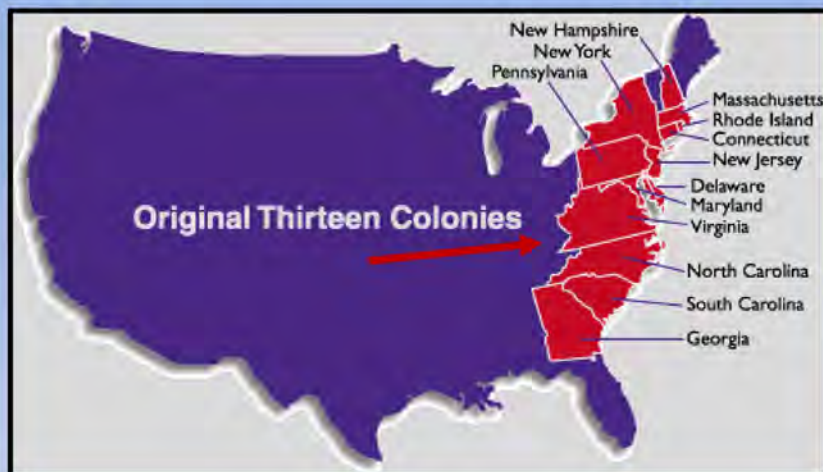 New Hampshire
New York
Pennsylvania
Massachusetts
Rhode Island
Connecticut
New Jersey
Delaware
Maryland
Virginia
Original Thirteen Colonies
North Carolina
South Carolina
Georgia